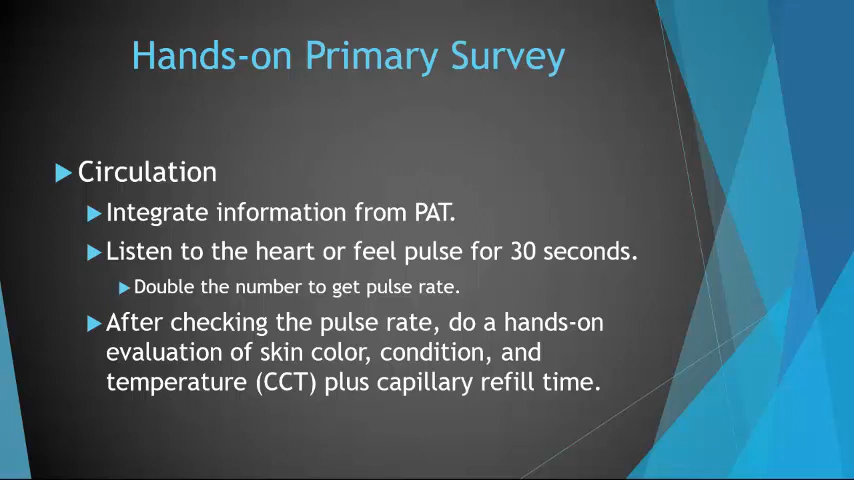 Hands-on Primary Survey
Circulation
Integrate information from PAT.
Listen to the heart or feel pulse for 30 seconds.
Double the number to get pulse rate.
After checking the pulse rate, do a hands-on
evaluation of skin color, condition, and
temperature (CCT) plus capillary refill time.